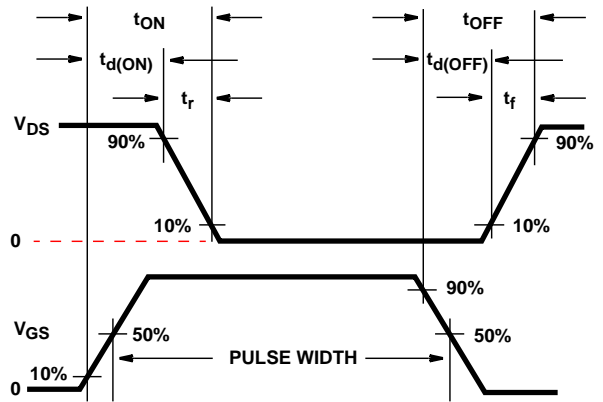 tON tOFF
td(ON) td(OFF)
tr tf
VDS
90% 90%
10% 10%
0
90%
VGS 50% 50%
PULSE WIDTH
10%
0